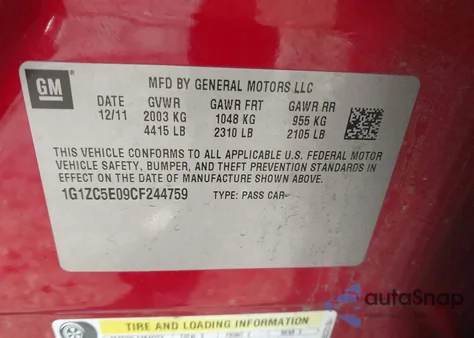 GM
MFD BY GENERAL MOTORS LLC
DATE GVWR GAWR FRT GAWR RR
12/11 2003 KG 1048 KG 955 KG
4415 LB 2310 LB 2105 LB
THIS VEHICLE CONFORMS TO ALL APPLICABLE U.S. FEDERAL MOTOR
VEHICLE SAFETY, BUMPER, AND THEFT PREVENTION STANDARDS IN
EFFECT ON THE DATE OF MANUFACTURE SHOWN ABOVE.
1G1ZC5E09CF244759 TYPE: PASS CAR
autoSnap
TIRE AND LOADING INFORMATION